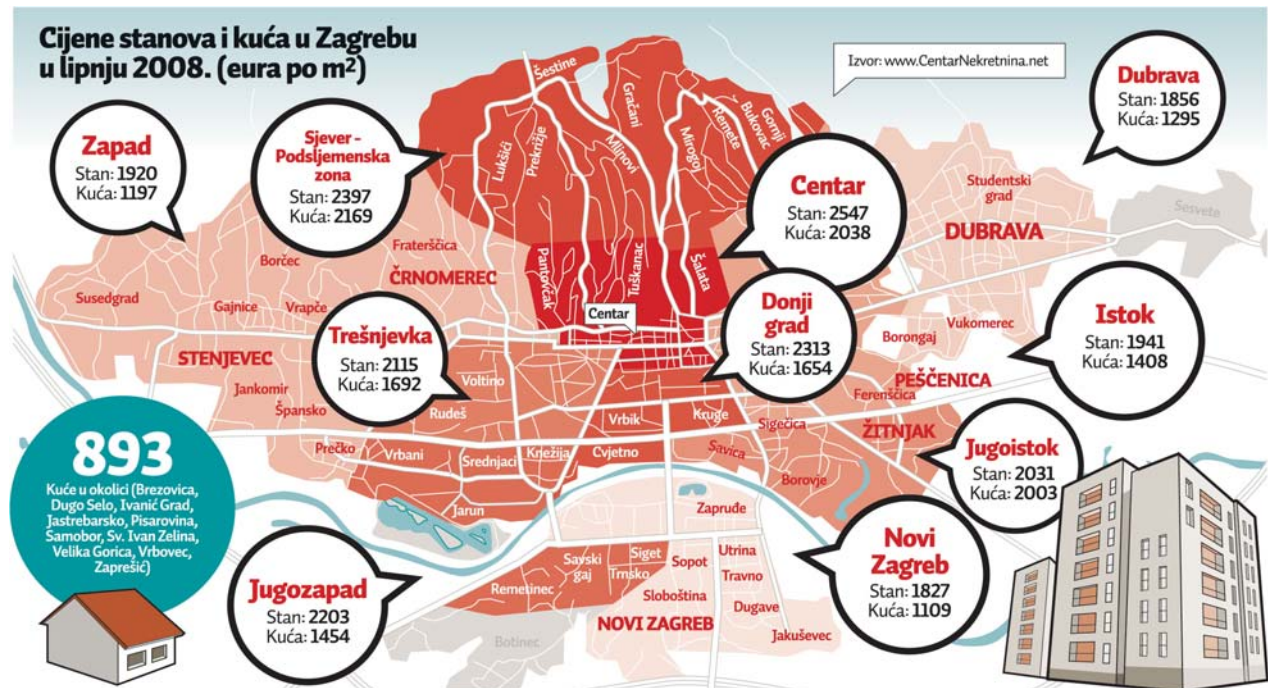 Cijene stanova i kuća u Zagrebu
u lipnju 2008. (eura po m²)
Izvor: www.CentarNekretnina.net
Zapad
Stan: 1920
Kuća: 1197
Sjever -
Podsljemenska
zona
Stan: 2397
Kuća: 2169
Centar
Stan: 2547
Kuća: 2038
Dubrava
Stan: 1856
Kuća: 1295
Šestine
Gračani
Lukšići
Prekrižje
Mlinovi
Mirogoj
Remete
Bukovac
Gornji
Studentski
grad
DUBRAVA
Sesvete
Fraterščica
Borčec
ČRNOMEREC
Pantovčak
Tuškanac
Šalata
Susedgrad
Gajnice
Vrapče
Centar
Trešnjevka
Stan: 2115
Kuća: 1692
Donji
grad
Stan: 2313
Kuća: 1654
Istok
Stan: 1941
Kuća: 1408
Vukomerec
Borongaj
STENJEVEC
Voltino
PEŠČENICA
Ferenščica
Jankomir
Špansko
Rudeš
Vrbik
Kruge
Sigečica
ŽITNJAK
Prečko
Vrbani
Srednjaci
Knežija
Cvjetno
Savica
Borovje
Jarun
Jugoistok
Stan: 2031
Kuća: 2003
893
Kuće u okolici (Brezovica,
Dugo Selo, Ivanić Grad,
Jastrebarsko, Pisarovina,
Samobor, Sv. Ivan Zelina,
Velika Gorica, Vrbovec,
Zaprešić)
Zapruđe
Jugozapad
Stan: 2203
Kuća: 1454
Novi
Zagreb
Stan: 1827
Kuća: 1109
Remetinec
Savski
gaj
Siget
Trnsko
Sopot
Utrina
Travno
Sloboština
Dugave
NOVI ZAGREB
Jakuševec
Botinec